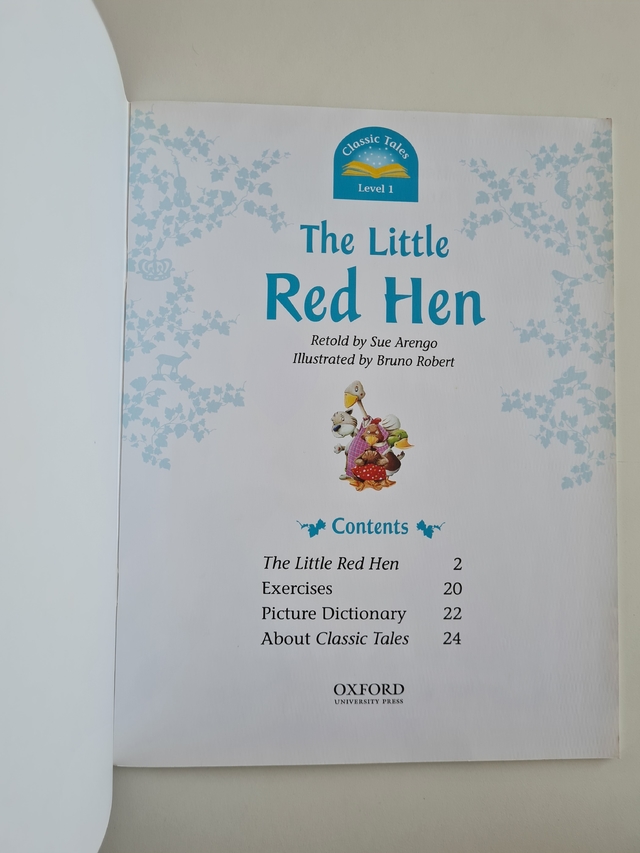 Classic Tales
Level 1
The Little
Red Hen
Retold by Sue Arengo
Illustrated by Bruno Robert
Contents
The Little Red Hen 2
Exercises 20
Picture Dictionary 22
About Classic Tales 24
OXFORD
UNIVERSITY PRESS